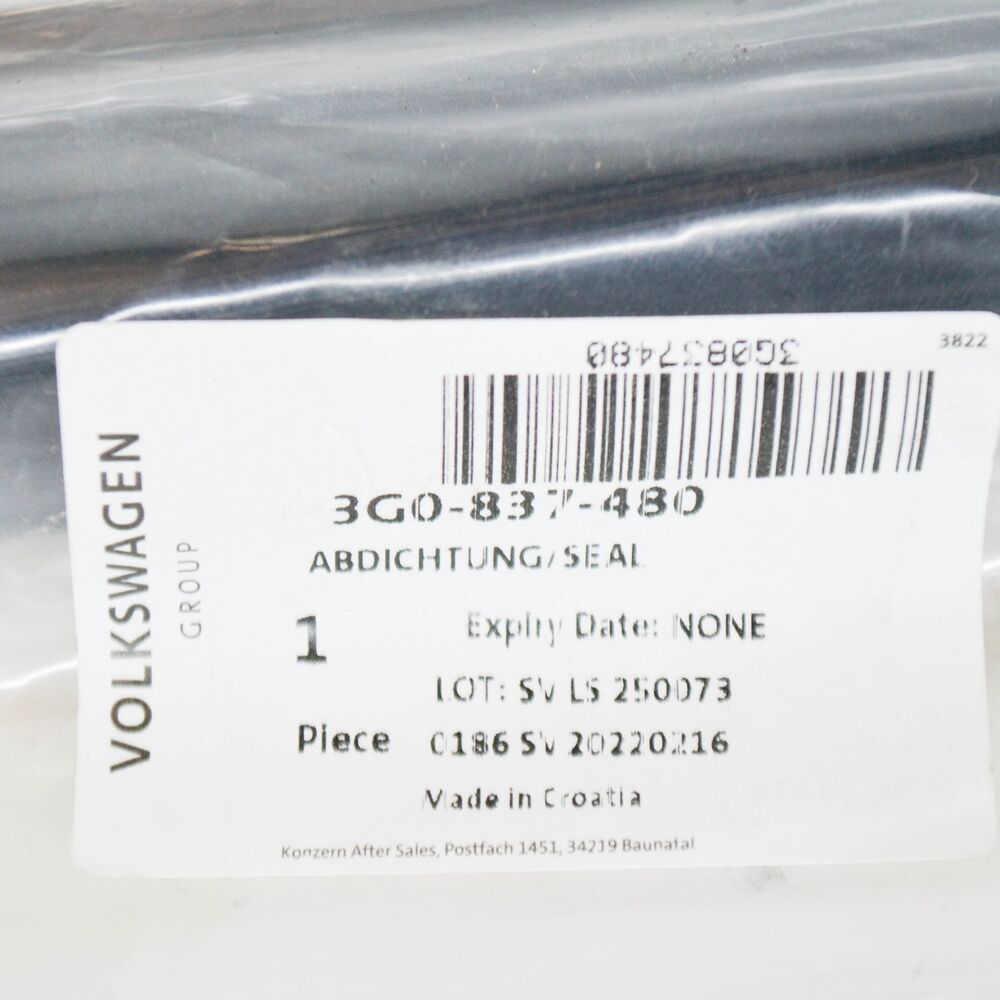 3822
3G0837480
3G0-837-480
ABDICHTUNG/SEAL
VOLKSWAGEN
GROUP
1 Expiry Date: NONE
LOT: SV LS 250073
Piece 0186 SV 20220216
Made in Croatia
Konzern After Sales, Postfach 1451, 34219 Baunatal